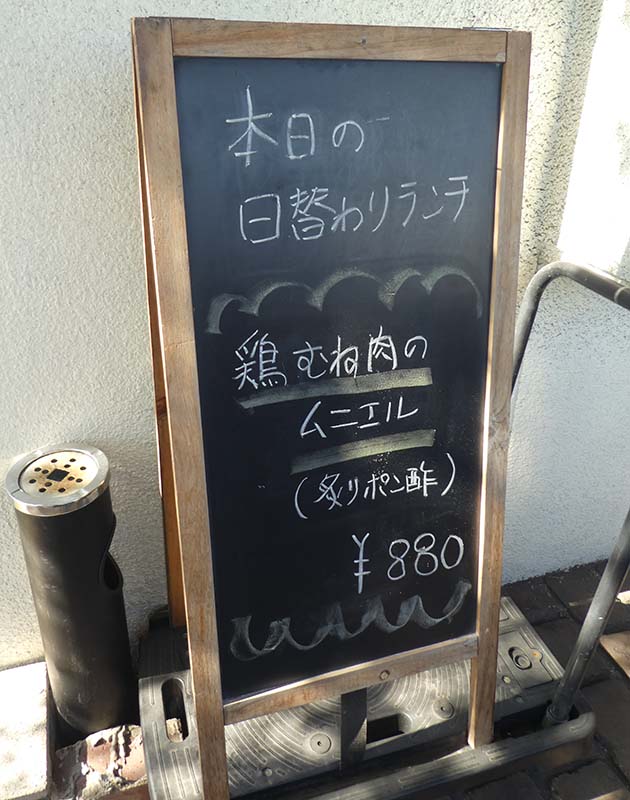 本日の
日替わりランチ
鶏むね肉の
ムニエル
(炙りポン酢)
¥880